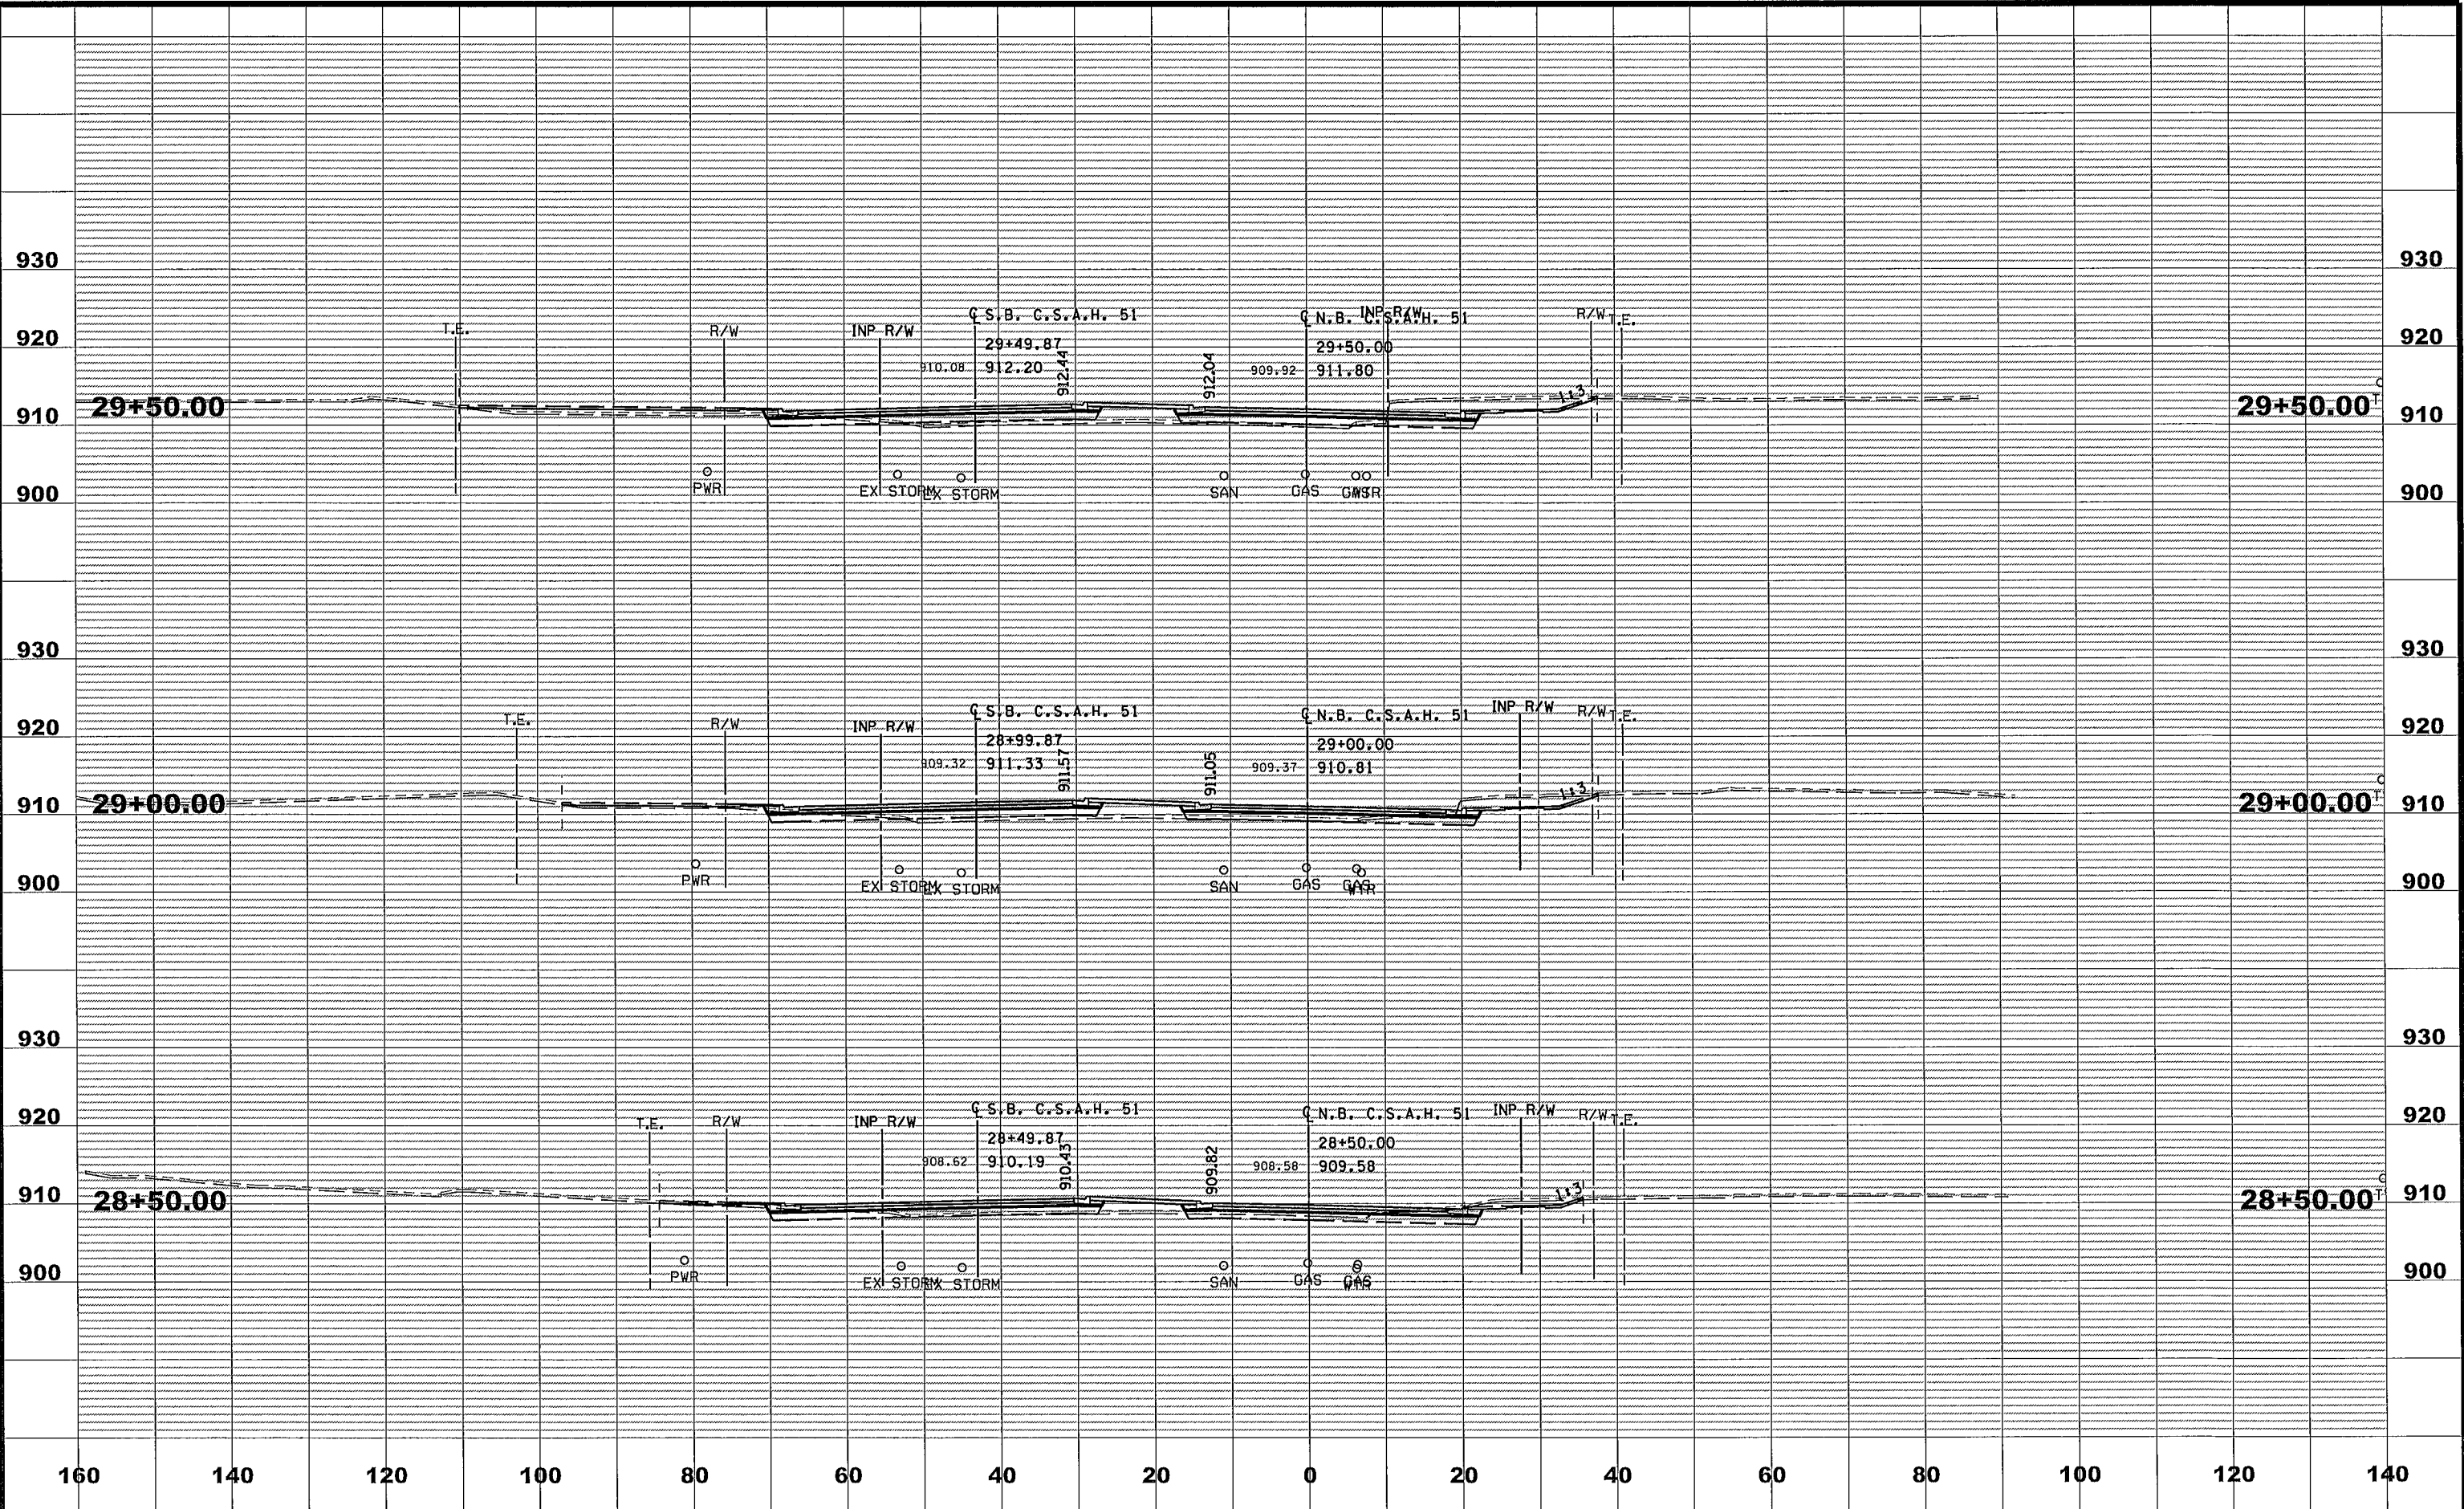 930 930
T.E. R/W INP R/W ℄ S.B. C.S.A.H. 51 ℄ N.B. C.S.A.H. 51 INP R/W R/W T.E.
920 29+49.87 29+50.00 920
910.08 912.20 912.44 912.04 909.92 911.80
29+50.00 1:3 29+50.00 T
910 910
PWR EX STORM EX STORM SAN GAS GAS WTR
900 900
930 930
T.E. R/W INP R/W ℄ S.B. C.S.A.H. 51 ℄ N.B. C.S.A.H. 51 INP R/W R/W T.E.
920 28+99.87 29+00.00 920
909.32 911.33 911.57 911.05 909.37 910.81
910 29+00.00 1:3 29+00.00 T 910
PWR EX STORM EX STORM SAN GAS GAS WTR
900 900
930 930
T.E. R/W INP R/W ℄ S.B. C.S.A.H. 51 ℄ N.B. C.S.A.H. 51 INP R/W R/W T.E.
920 28+49.87 28+50.00 920
908.62 910.19 910.43 909.82 908.58 909.58
910 28+50.00 1:3 28+50.00 T 910
PWR EX STORM EX STORM SAN GAS GAS WTR
900 900
160 140 120 100 80 60 40 20 0 20 40 60 80 100 120 140